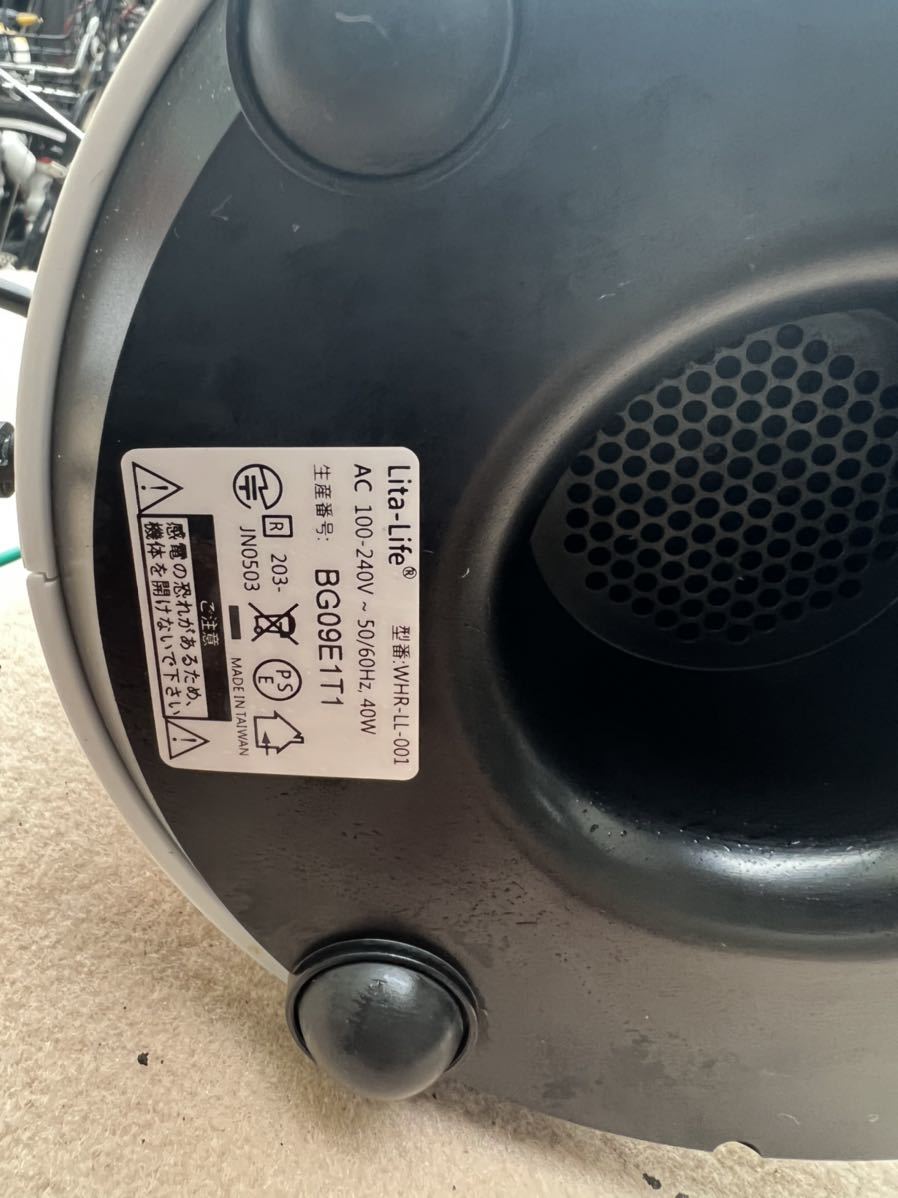 Lita-Life® 型番:WHR-LL-001
AC 100-240V ~ 50/60Hz, 40W
生産番号: BG09E1T1
R 203-
JN0503
PS
E
MADE IN TAIWAN
ご注意
感電の恐れがあるため、
機体を開けないで下さい